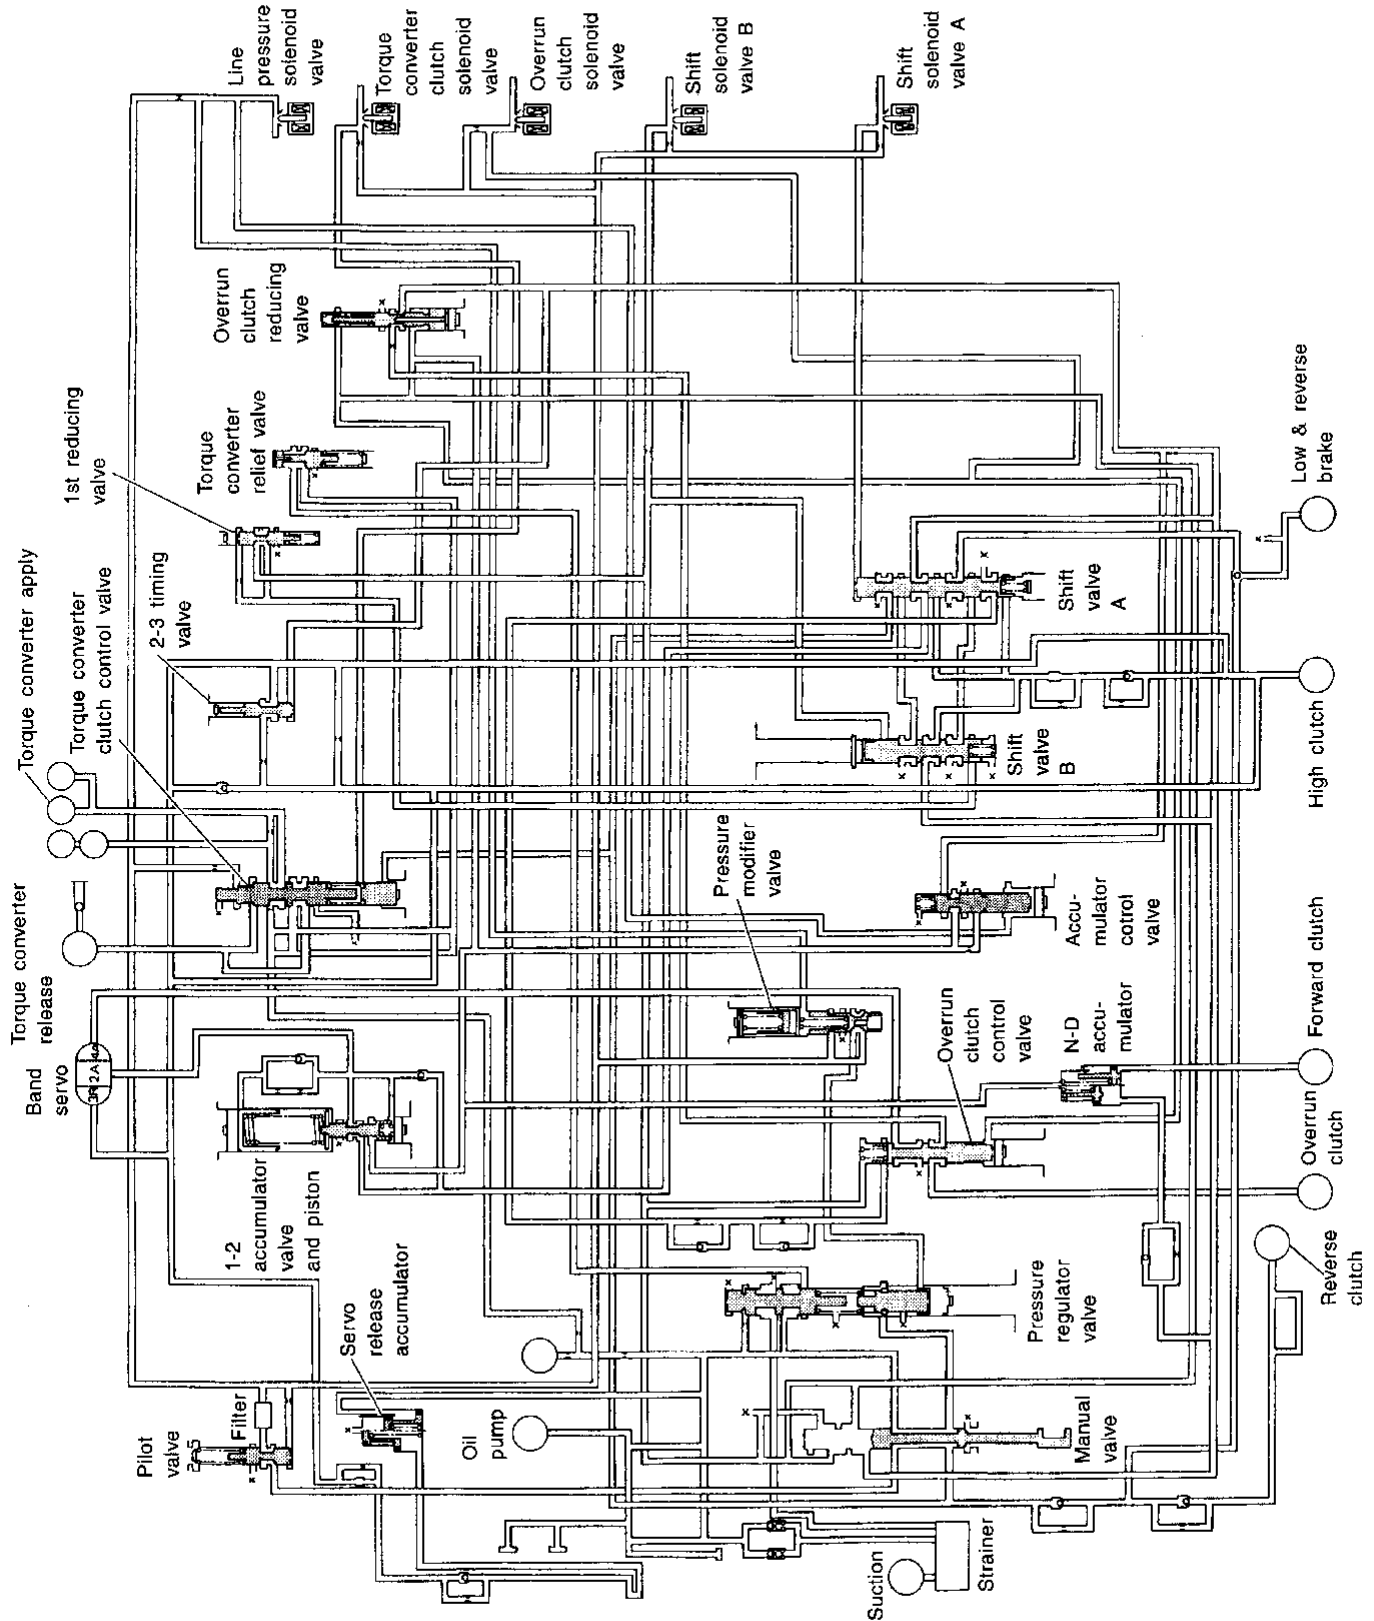 Torque converter apply
Torque converter
clutch control valve
2-3 timing
valve
1st reducing
valve
Torque
converter
relief valve
Overrun
clutch
reducing
valve
Line
pressure
solenoid
valve
Torque
converter
clutch
solenoid
valve
Overrun
clutch
solenoid
valve
Shift
solenoid
valve B
Shift
solenoid
valve A
Torque converter
release
Band
servo
3R 2A 4A
1-2
accumulator
valve
and piston
Servo
release
accumulator
Filter
Pilot
valve
Oil
pump
Pressure
modifier
valve
Shift
valve
B
Shift
valve
A
Accu-
mulator
control
valve
Overrun
clutch
control
valve
N-D
accu-
mulator
Pressure
regulator
valve
Manual
valve
Suction
Strainer
Reverse
clutch
Overrun
clutch
Forward clutch
High clutch
Low & reverse
brake